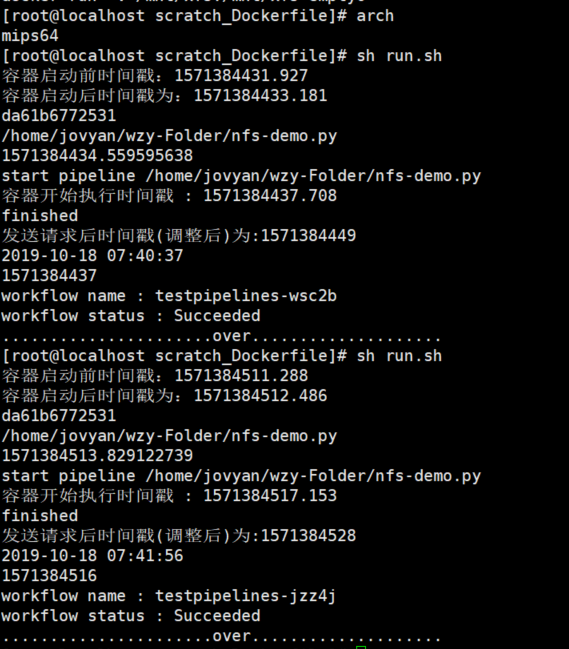 [root@localhost scratch_Dockerfile]# arch
mips64
[root@localhost scratch_Dockerfile]# sh run.sh
容器启动前时间戳：1571384431.927
容器启动后时间戳为：1571384433.181
da61b6772531
/home/jovyan/wzy-Folder/nfs-demo.py
1571384434.559595638
start pipeline /home/jovyan/wzy-Folder/nfs-demo.py
容器开始执行时间戳 : 1571384437.708
finished
发送请求后时间戳(调整后)为:1571384449
2019-10-18 07:40:37
1571384437
workflow name : testpipelines-wsc2b
workflow status : Succeeded
......................over....................
[root@localhost scratch_Dockerfile]# sh run.sh
容器启动前时间戳：1571384511.288
容器启动后时间戳为：1571384512.486
da61b6772531
/home/jovyan/wzy-Folder/nfs-demo.py
1571384513.829122739
start pipeline /home/jovyan/wzy-Folder/nfs-demo.py
容器开始执行时间戳 : 1571384517.153
finished
发送请求后时间戳(调整后)为:1571384528
2019-10-18 07:41:56
1571384516
workflow name : testpipelines-jzz4j
workflow status : Succeeded
......................over....................